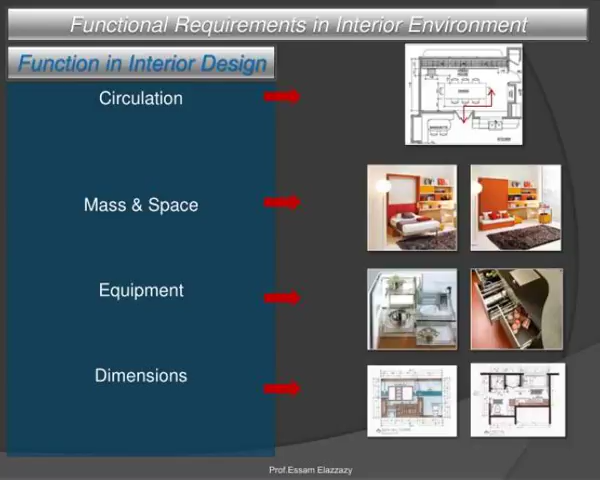 Functional Requirements in Interior Environment
Function in Interior Design
Circulation
Mass & Space
Equipment
Dimensions
Prof.Essam Elazzazy